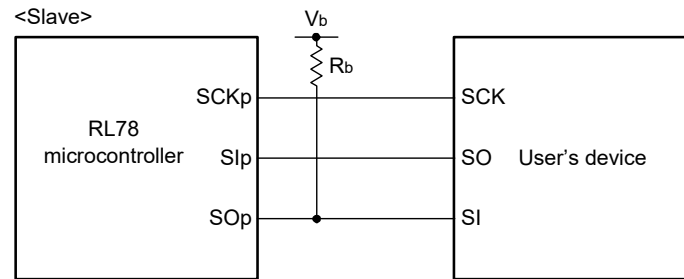 <Slave>
Vb
Rb
SCKp
SCK
RL78
microcontroller
SIp
SO
User's device
SOp
SI